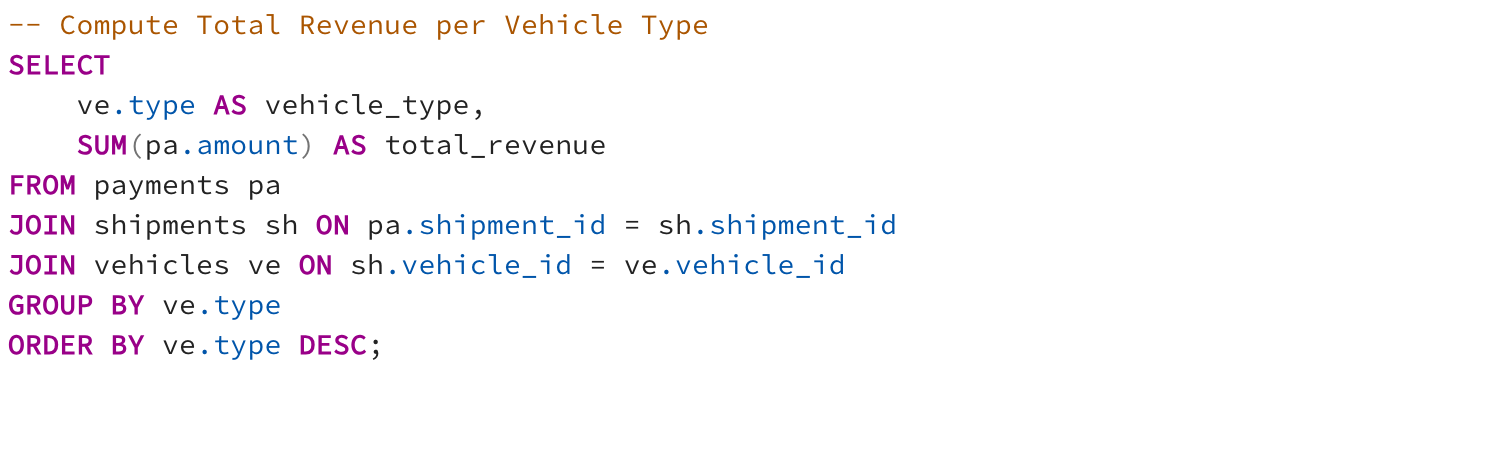 -- Compute Total Revenue per Vehicle Type
SELECT
    ve.type AS vehicle_type,
    SUM(pa.amount) AS total_revenue
FROM payments pa
JOIN shipments sh ON pa.shipment_id = sh.shipment_id
JOIN vehicles ve ON sh.vehicle_id = ve.vehicle_id
GROUP BY ve.type
ORDER BY ve.type DESC;